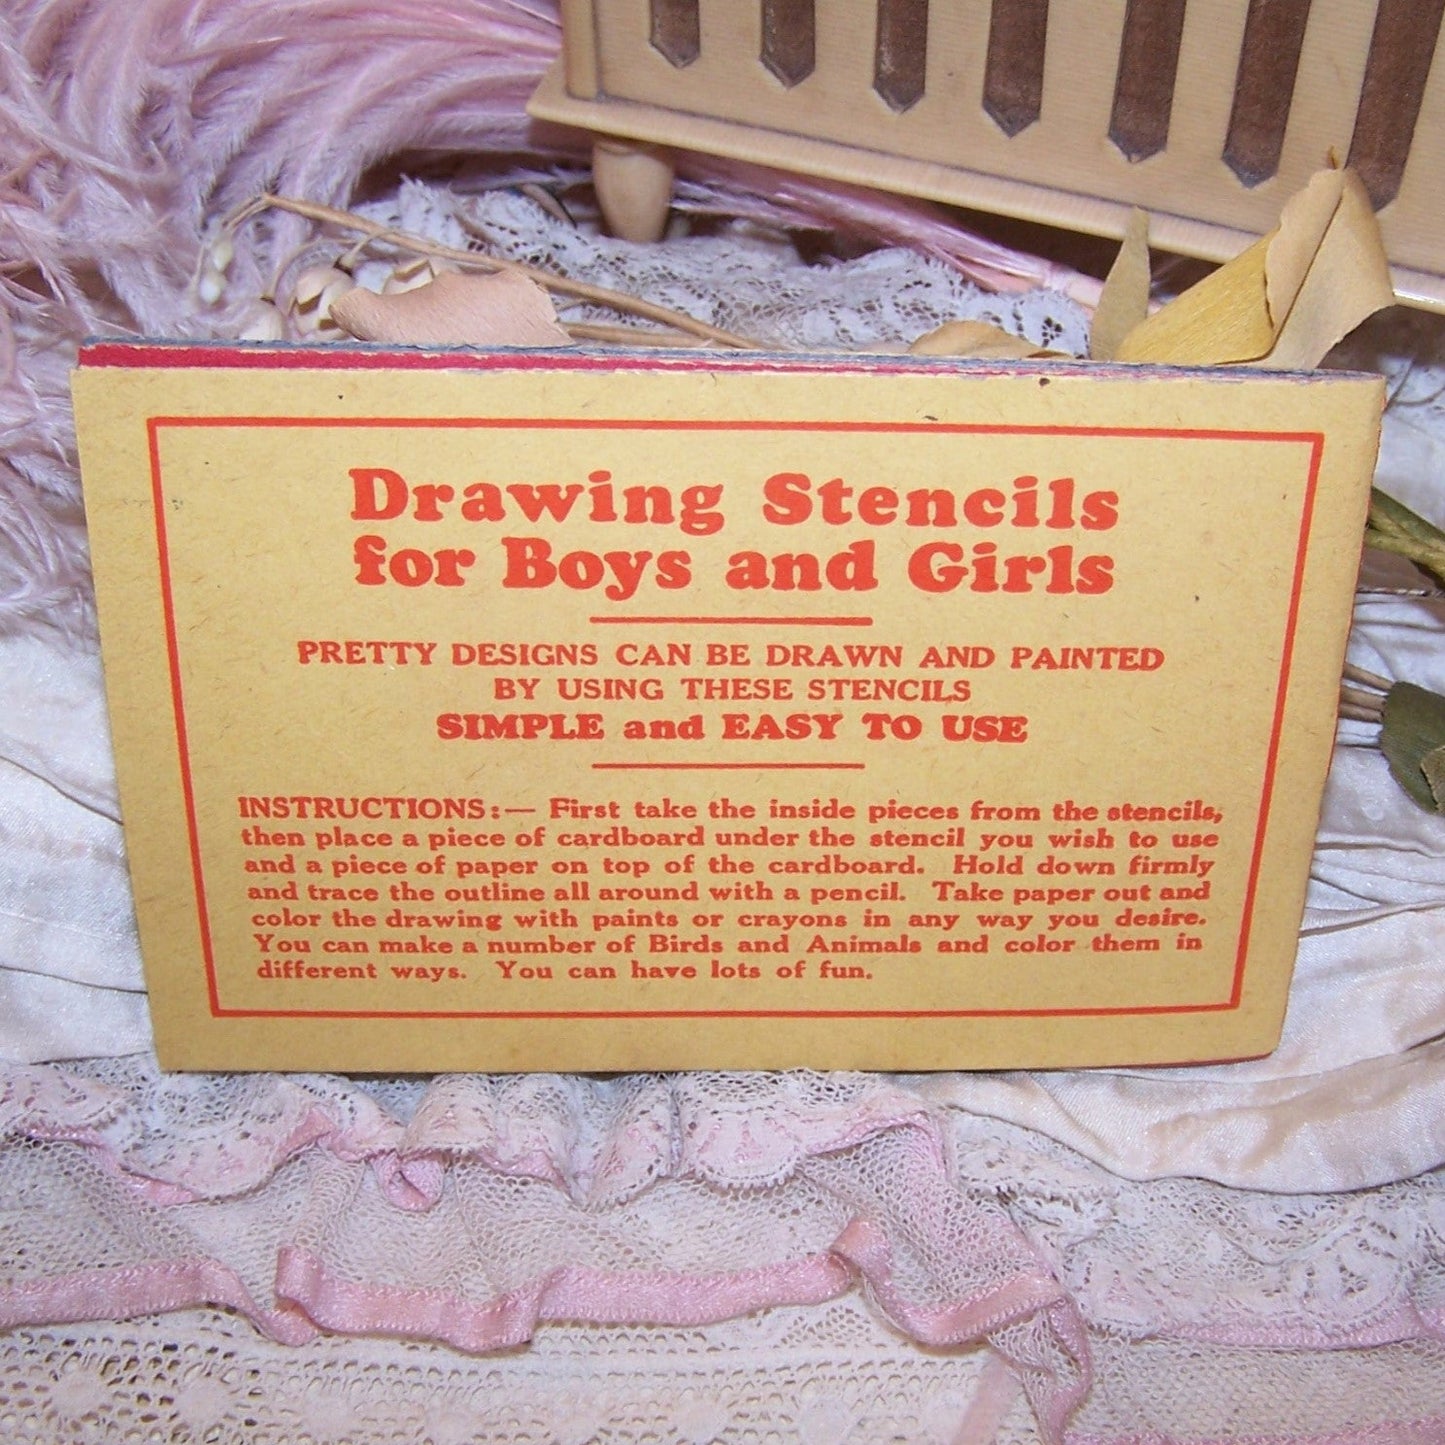 Drawing Stencils
for Boys and Girls
PRETTY DESIGNS CAN BE DRAWN AND PAINTED
BY USING THESE STENCILS
SIMPLE and EASY TO USE
INSTRUCTIONS:— First take the inside pieces from the stencils,
then place a piece of cardboard under the stencil you wish to use
and a piece of paper on top of the cardboard. Hold down firmly
and trace the outline all around with a pencil. Take paper out and
color the drawing with paints or crayons in any way you desire.
You can make a number of Birds and Animals and color them in
different ways. You can have lots of fun.